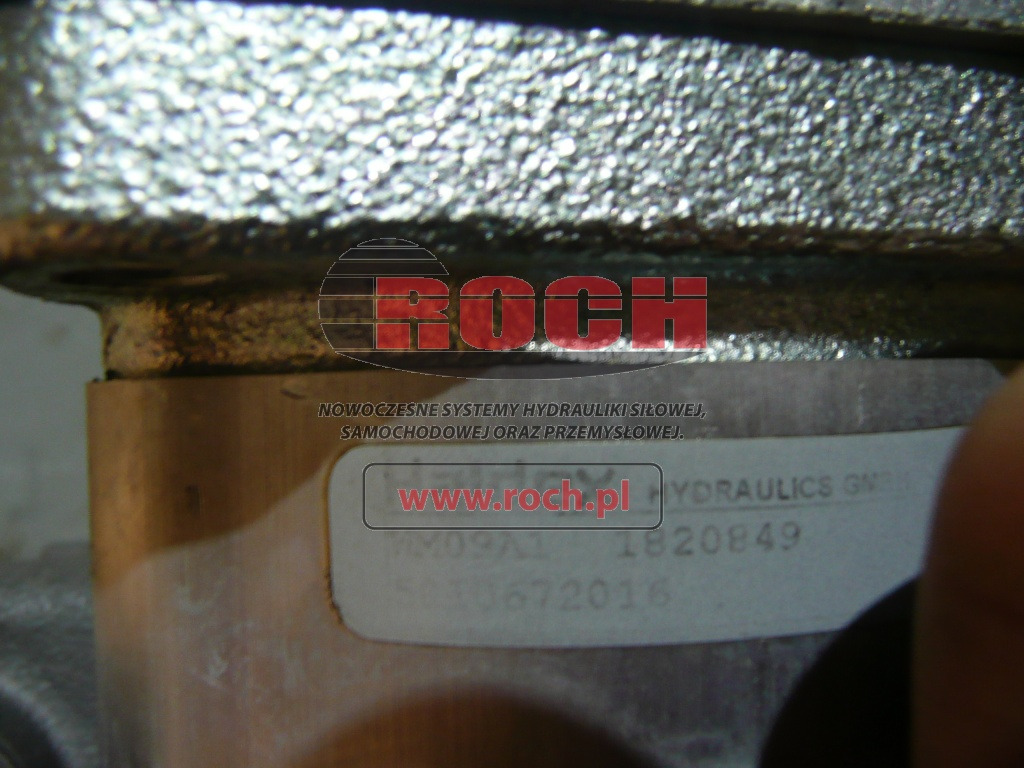 ROCH
NOWOCZESNE SYSTEMY HYDRAULIKI SIŁOWEJ,
SAMOCHODOWEJ ORAZ PRZEMYSŁOWEJ.
www.roch.pl
HYDRAULICS
MM09A1 1820849